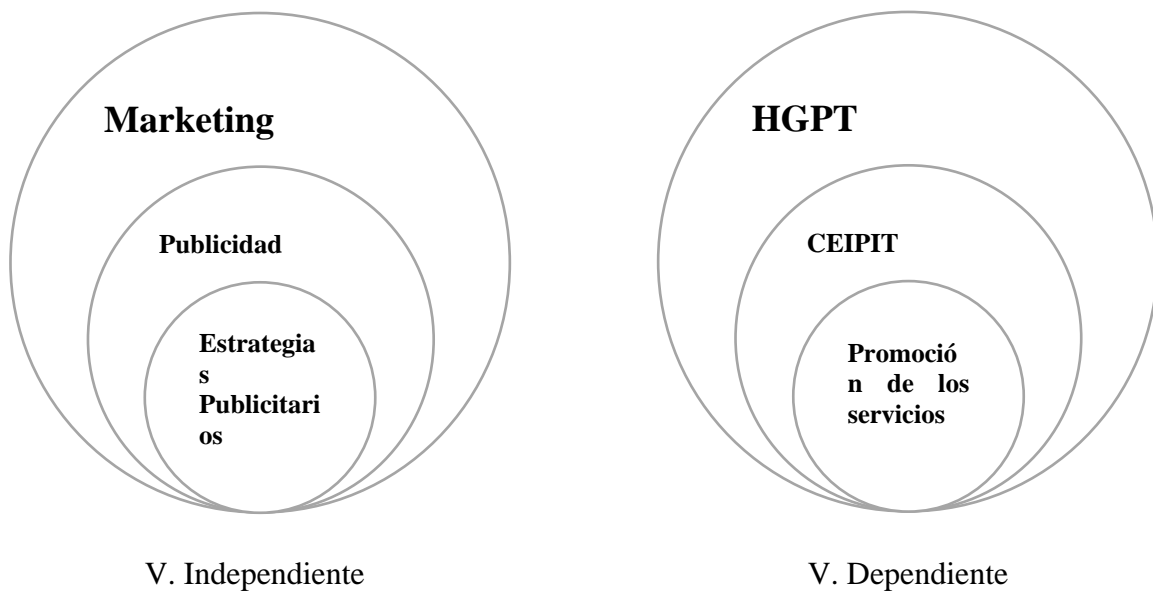 Marketing
Publicidad
Estrategia
s
Publicitari
os
V. Independiente
HGPT
CEIPIT
Promoció
n de los
servicios
V. Dependiente